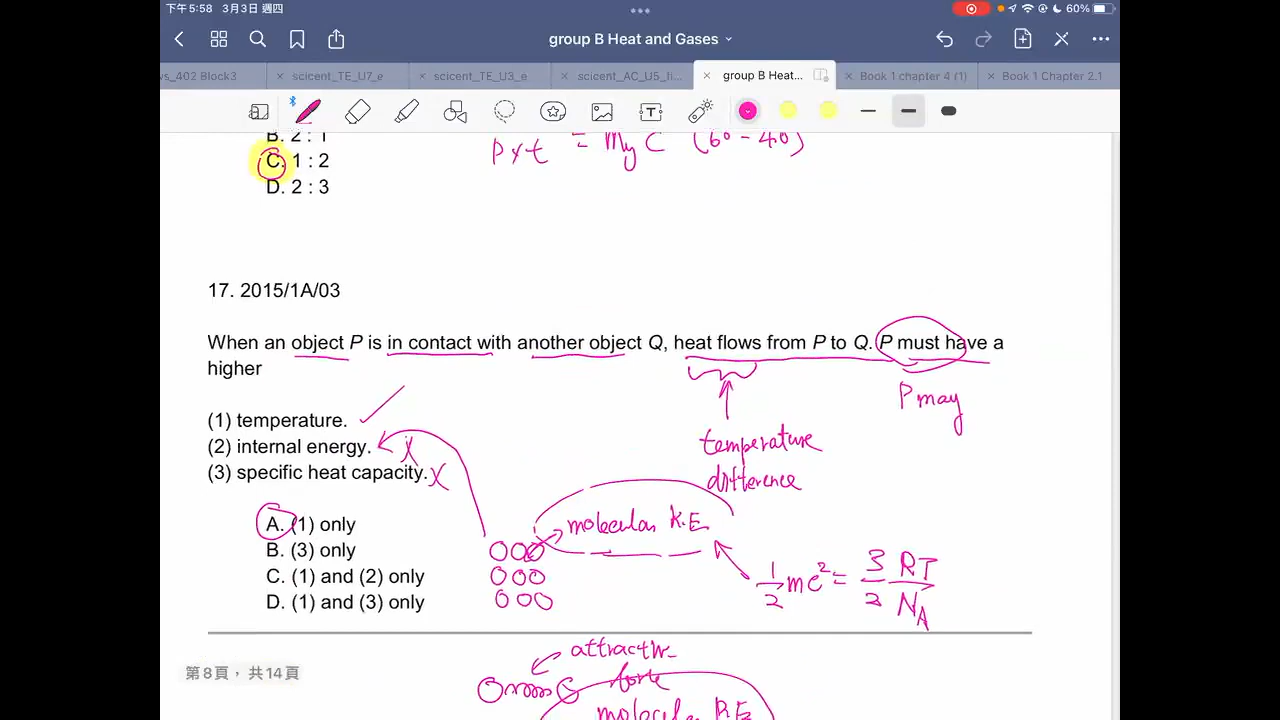 下午5:58 3月3日 週四
60%
group B Heat and Gases
ws_402 Block3
scicent_TE_U7_e
scicent_TE_U3_e
scicent_AC_U5_li...
group B Heat...
Book 1 chapter 4 (1)
Book 1 Chapter 2.1
B. 2 : 1
P x t = My C (60 - 40)
C. 1 : 2
D. 2 : 3
17. 2015/1A/03
When an object P is in contact with another object Q, heat flows from P to Q. P must have a
higher
P may
(1) temperature.
(2) internal energy.
(3) specific heat capacity.
temperature
difference
A. (1) only
B. (3) only
C. (1) and (2) only
D. (1) and (3) only
molecular K.E
1/2 mc² = 3/2 RT/NA
attractive
force
molecular P.E
第8頁,共14頁